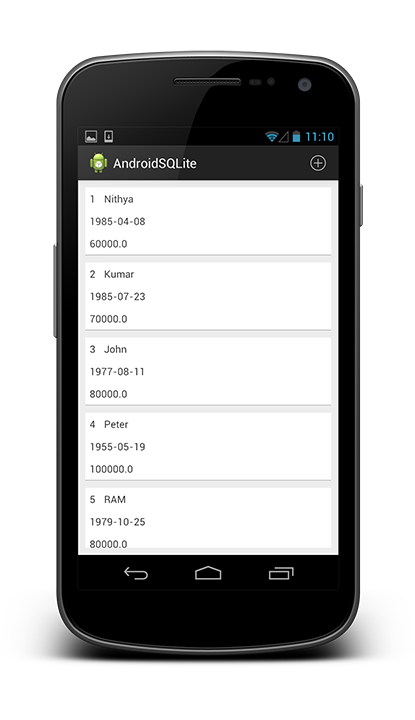 11:10
AndroidSQLite
1 Nithya
1985-04-08
60000.0
2 Kumar
1985-07-23
70000.0
3 John
1977-08-11
80000.0
4 Peter
1955-05-19
100000.0
5 RAM
1979-10-25
80000.0